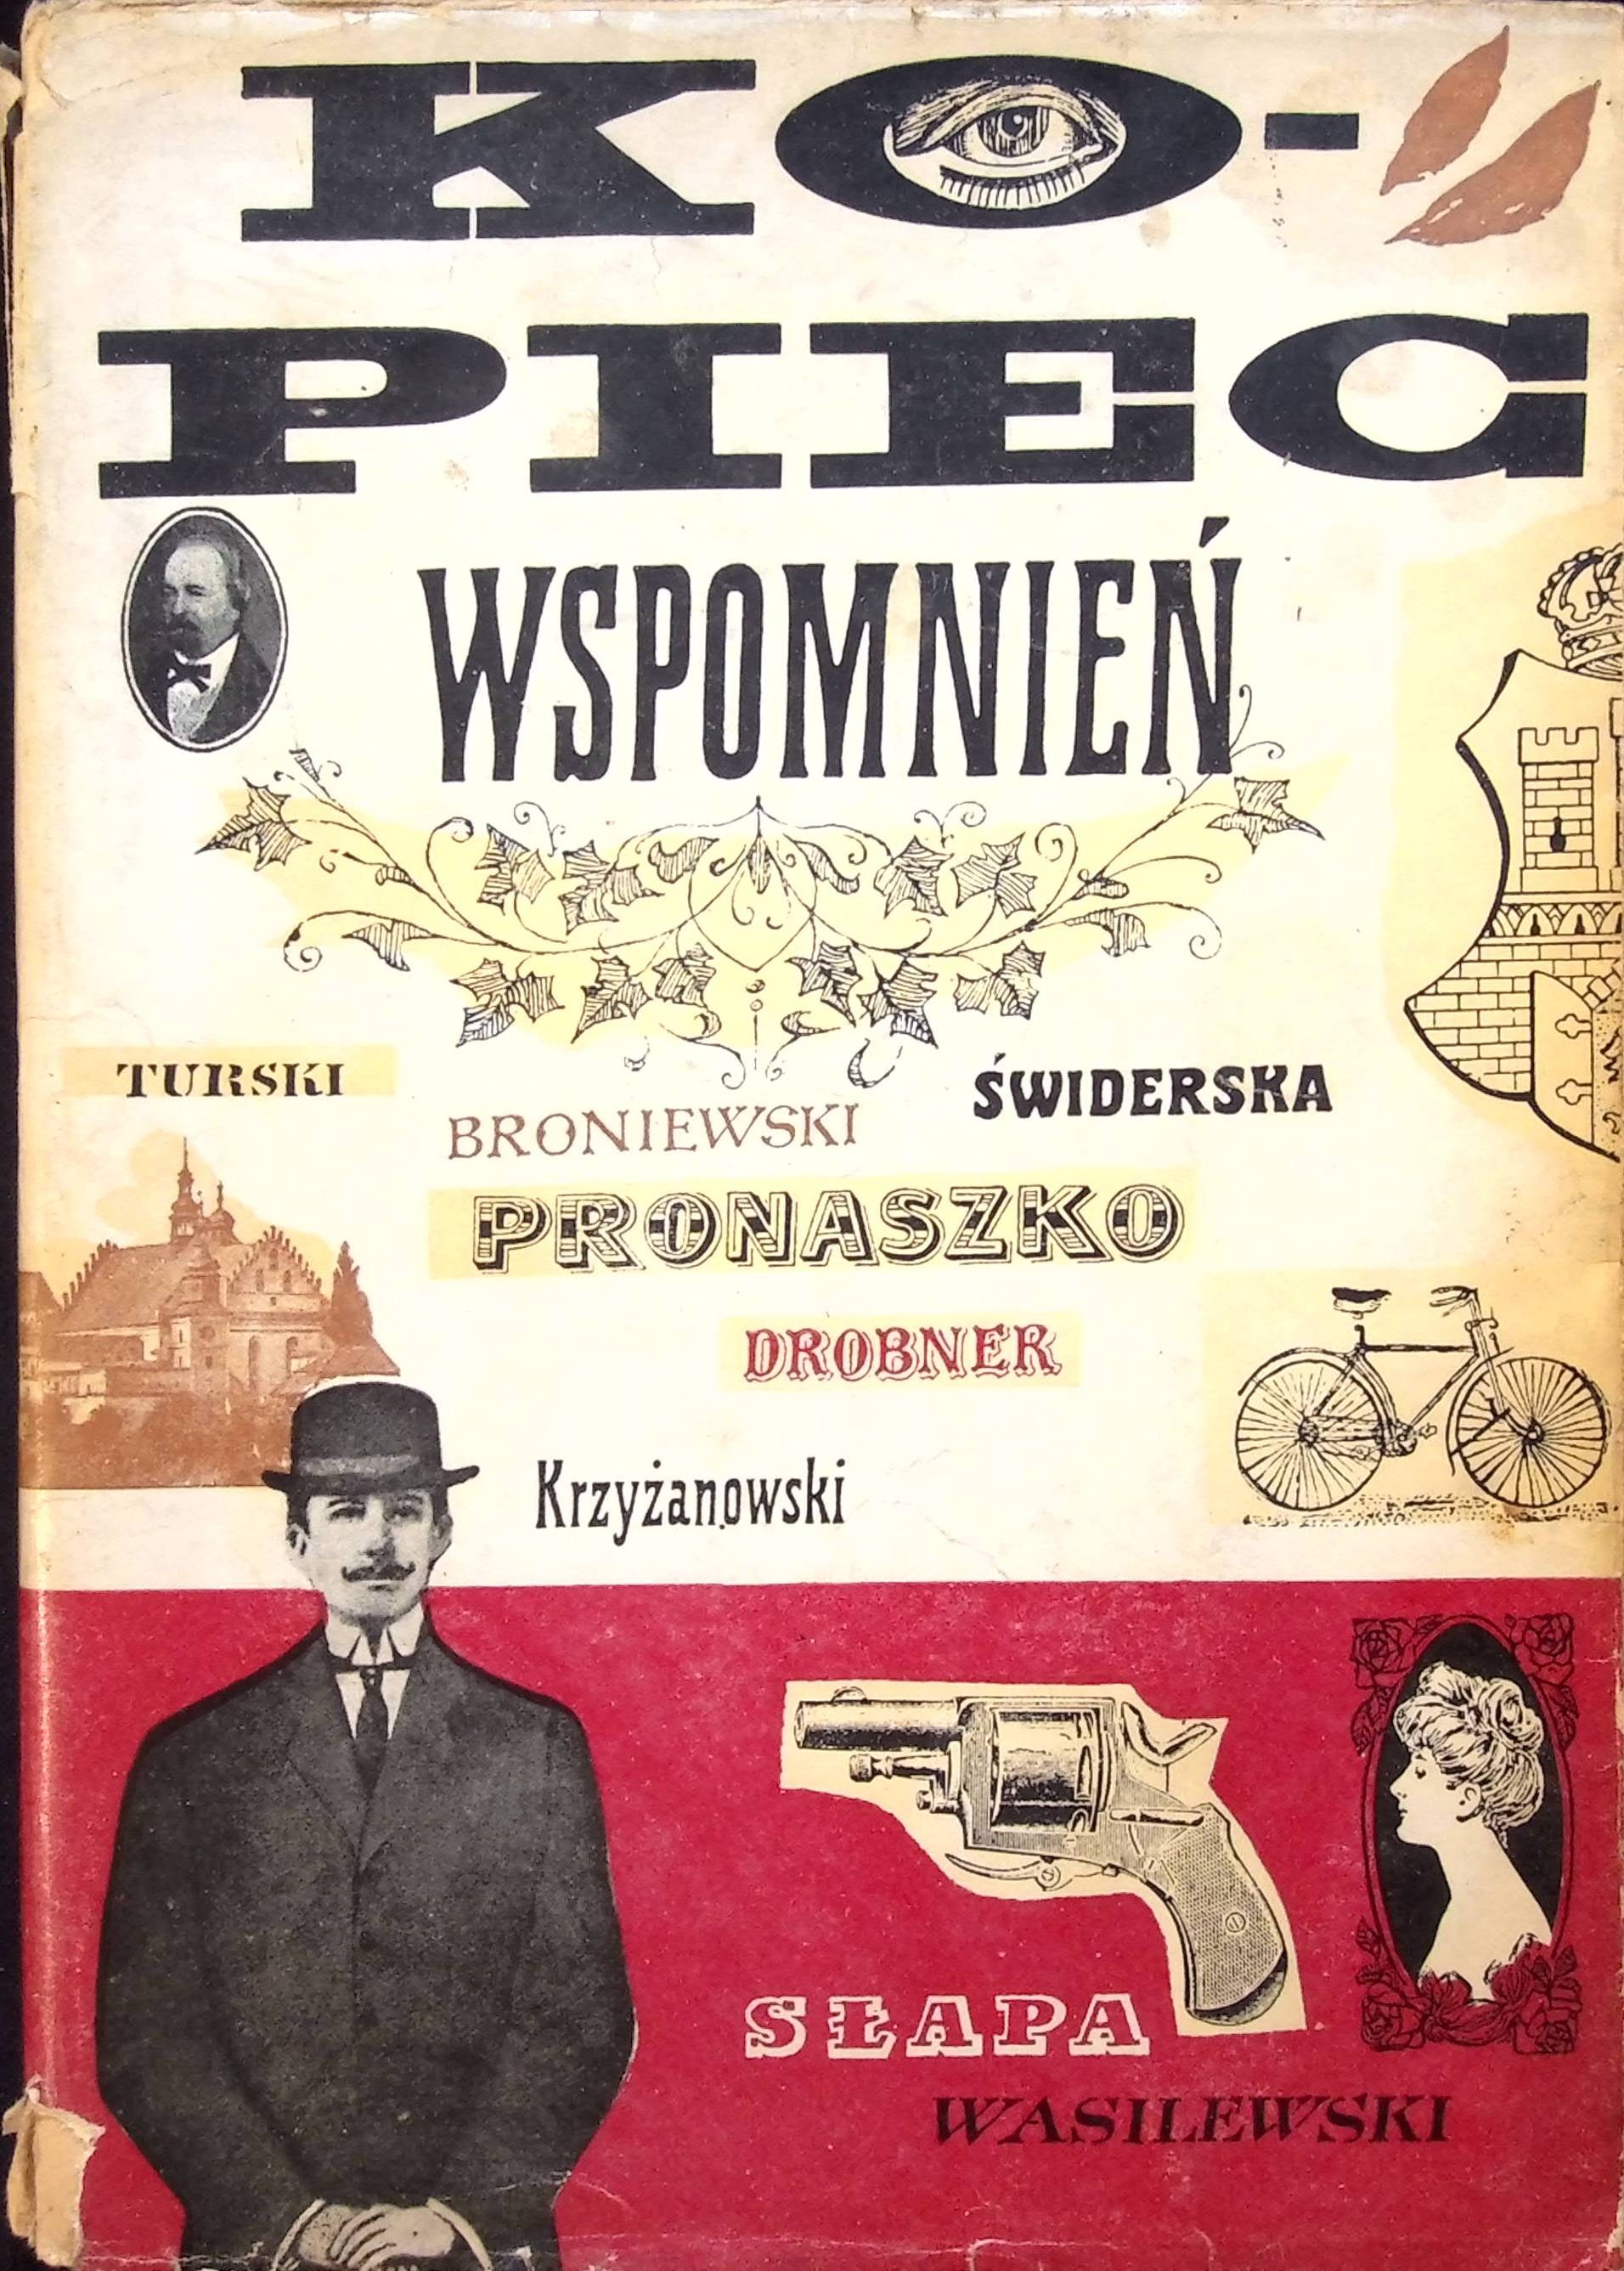 KO-
PIEC
WSPOMNIEŃ
TURSKI
BRONIEWSKI
ŚWIDERSKA
PRONASZKO
DROBNER
Krzyżanowski
SŁAPA
WASILEWSKI